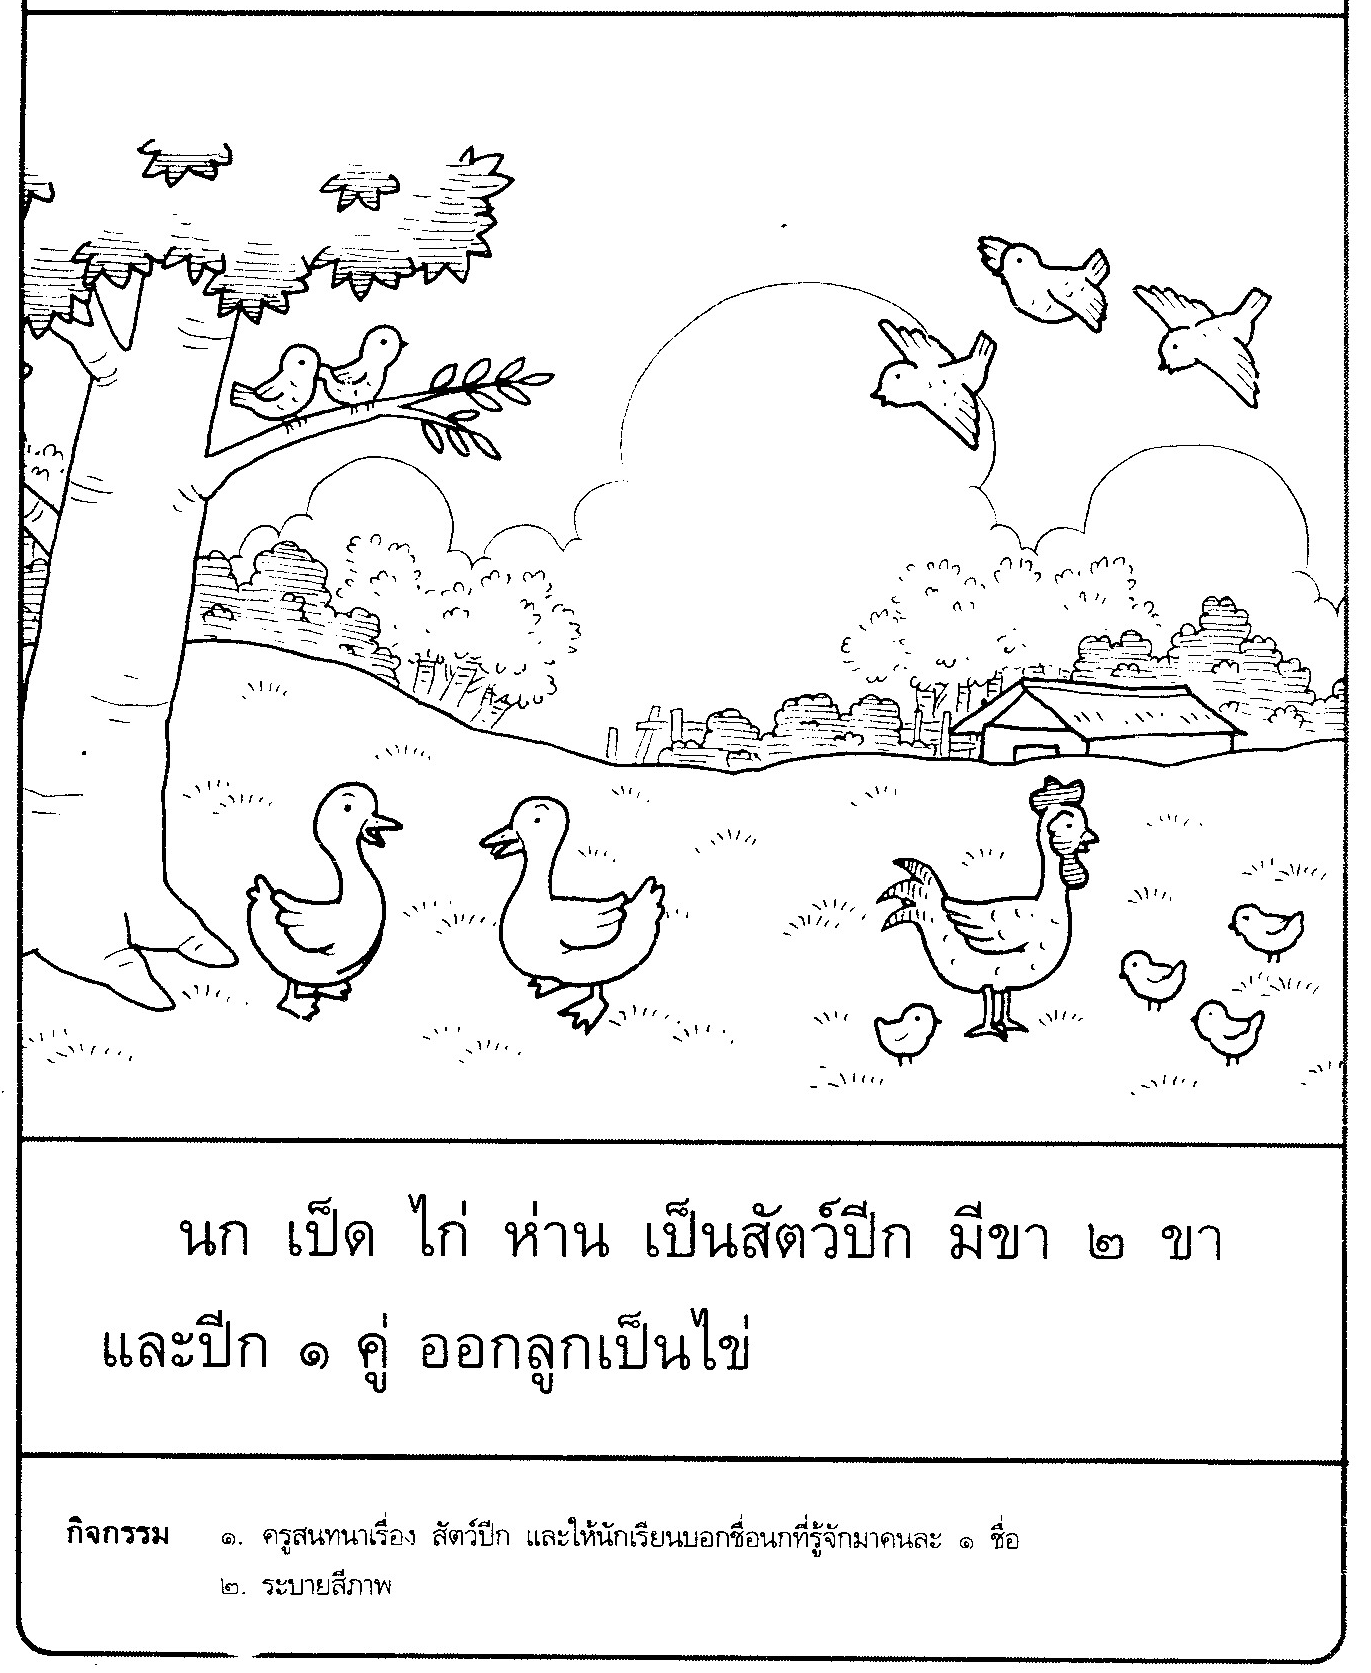 นก เป็ด ไก่ ห่าน เป็นสัตว์ปีก มีขา ๒ ขา
และปีก ๑ คู่ ออกลูกเป็นไข่
กิจกรรม ๑. ครูสนทนาเรื่อง สัตว์ปีก และให้นักเรียนบอกชื่อนกที่รู้จักมาคนละ ๑ ชื่อ
๒. ระบายสีภาพ